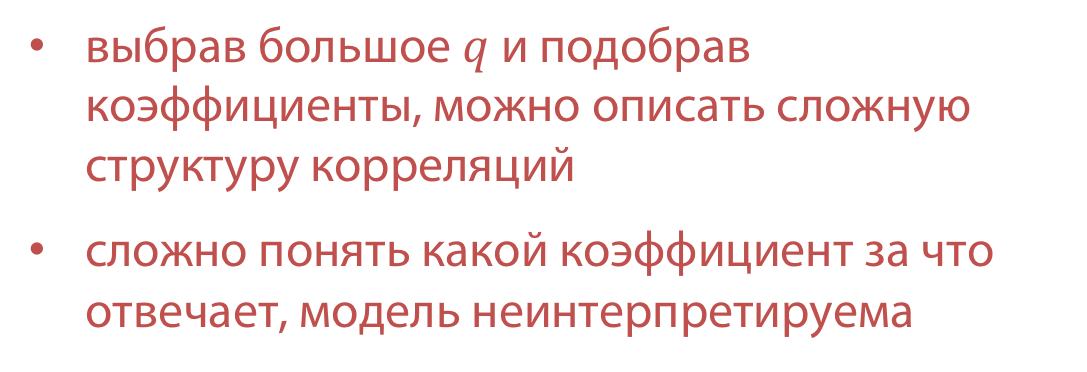 • выбрав большое q и подобрав
коэффициенты, можно описать сложную
структуру корреляций
• сложно понять какой коэффициент за что
отвечает, модель неинтерпретируема